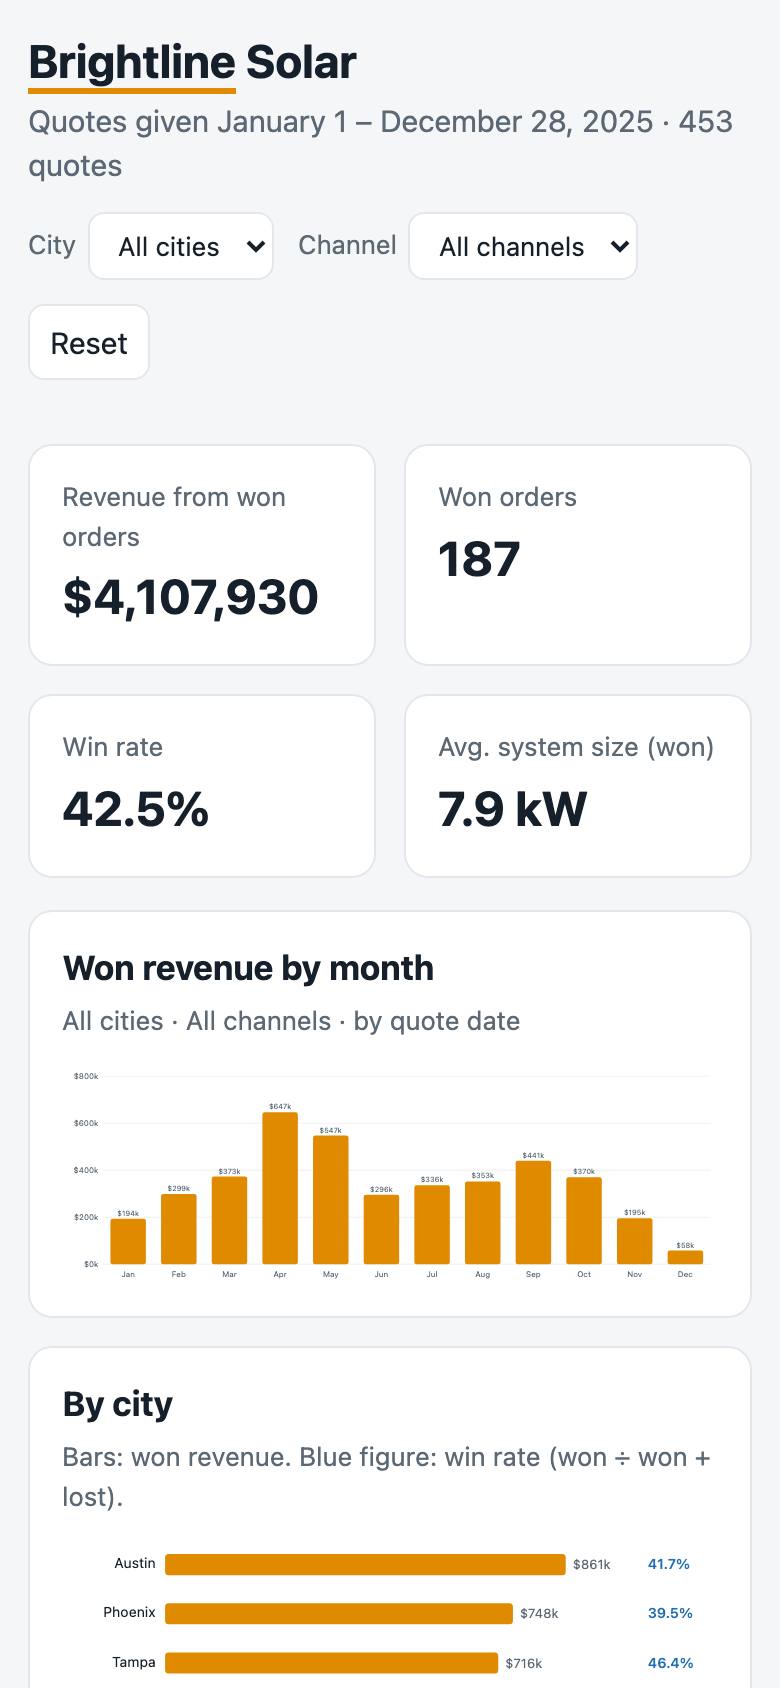 Brightline Solar
Quotes given January 1 – December 28, 2025 · 453
quotes
City All cities Channel All channels
Reset
Revenue from won
orders
$4,107,930
Won orders
187
Win rate
42.5%
Avg. system size (won)
7.9 kW
Won revenue by month
All cities · All channels · by quote date
$800k
$600k
$400k
$200k
$0k
$194k $299k $373k $647k $547k $296k $336k $353k $441k $370k $195k $58k
Jan Feb Mar Apr May Jun Jul Aug Sep Oct Nov Dec
By city
Bars: won revenue. Blue figure: win rate (won ÷ won +
lost).
Austin $861k 41.7%
Phoenix $748k 39.5%
Tampa $716k 46.4%